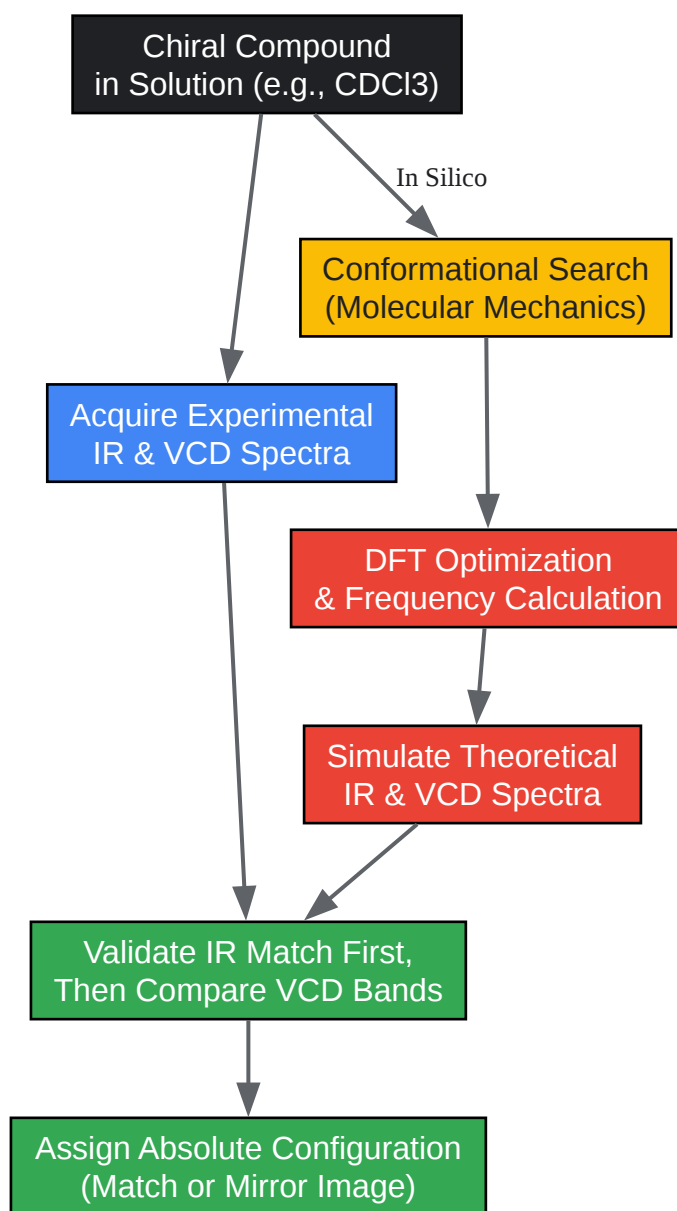 Chiral Compound
in Solution (e.g., CDCl3)
In Silico
Conformational Search
(Molecular Mechanics)
Acquire Experimental
IR & VCD Spectra
DFT Optimization
& Frequency Calculation
Simulate Theoretical
IR & VCD Spectra
Validate IR Match First,
Then Compare VCD Bands
Assign Absolute Configuration
(Match or Mirror Image)